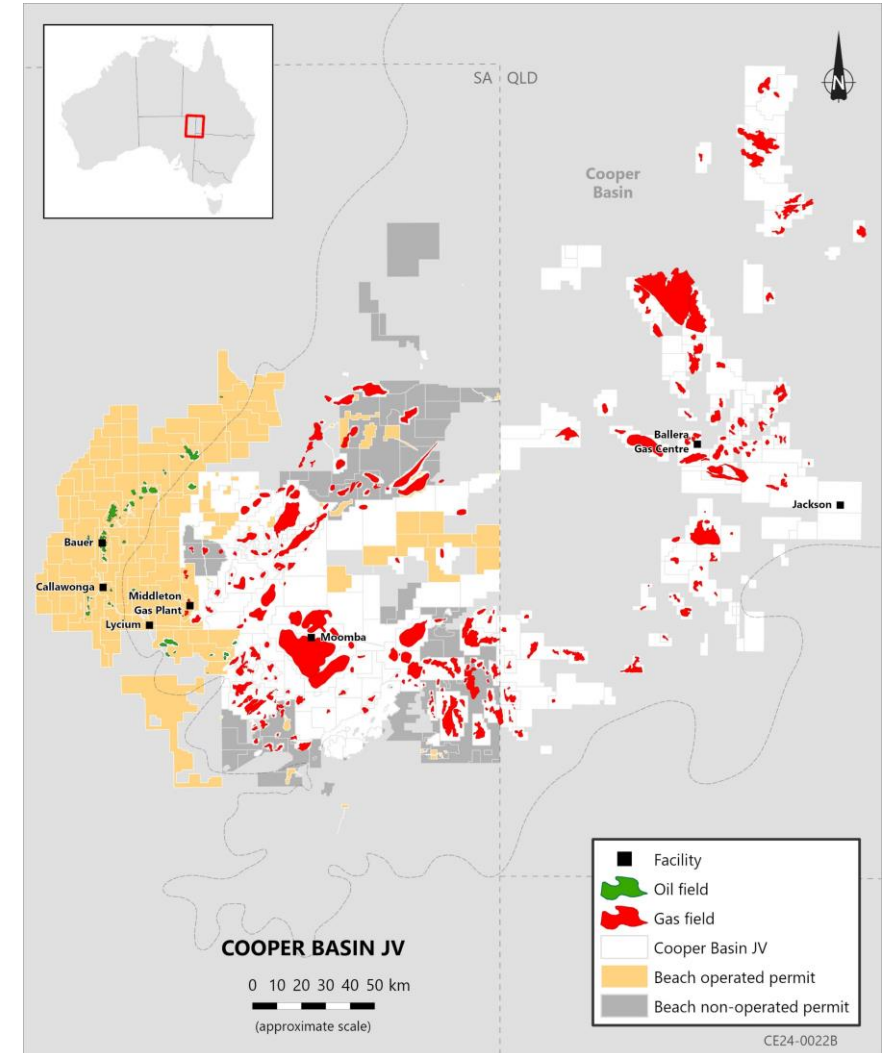 SA QLD
N
Cooper
Basin
Ballera
Gas Centre
Jackson
Bauer
Callawonga
Middleton
Gas Plant
Lycium
Moomba
COOPER BASIN JV
0 10 20 30 40 50 km
(approximate scale)
Facility
Oil field
Gas field
Cooper Basin JV
Beach operated permit
Beach non-operated permit
CE24-0022B